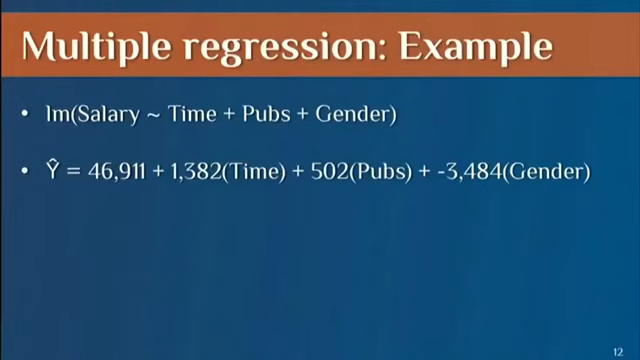 Multiple regression: Example
• lm(Salary ~ Time + Pubs + Gender)
• Ŷ = 46,911 + 1,382(Time) + 502(Pubs) + -3,484(Gender)
12